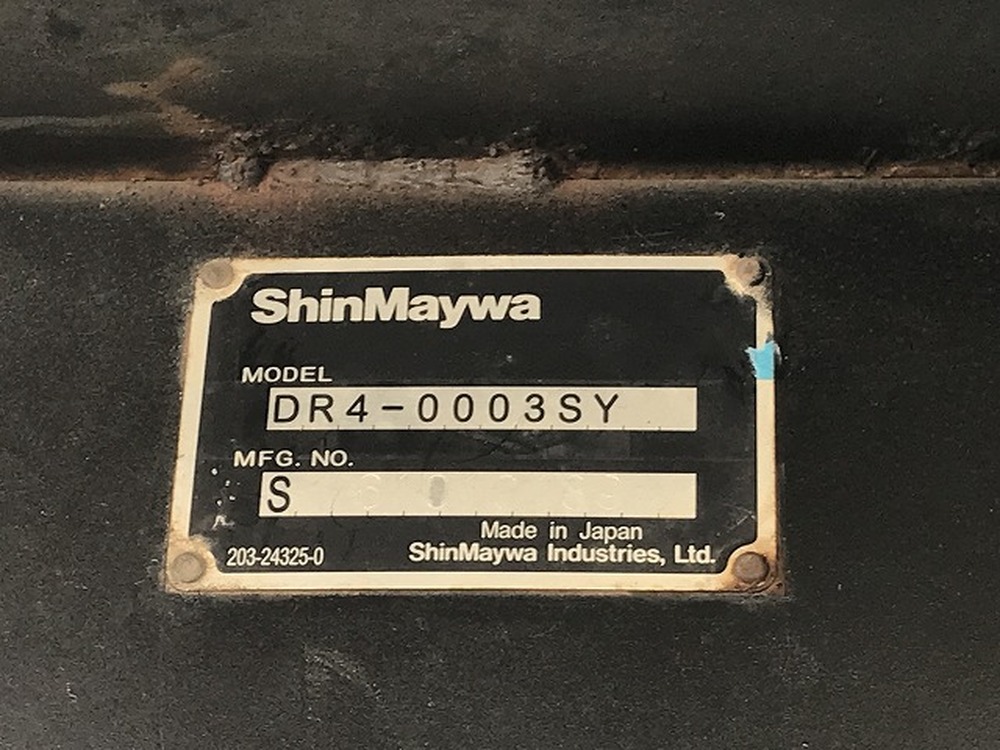 ShinMaywa
MODEL
DR4-0003SY
MFG. NO.
S
Made in Japan
203-24325-0 ShinMaywa Industries, Ltd.